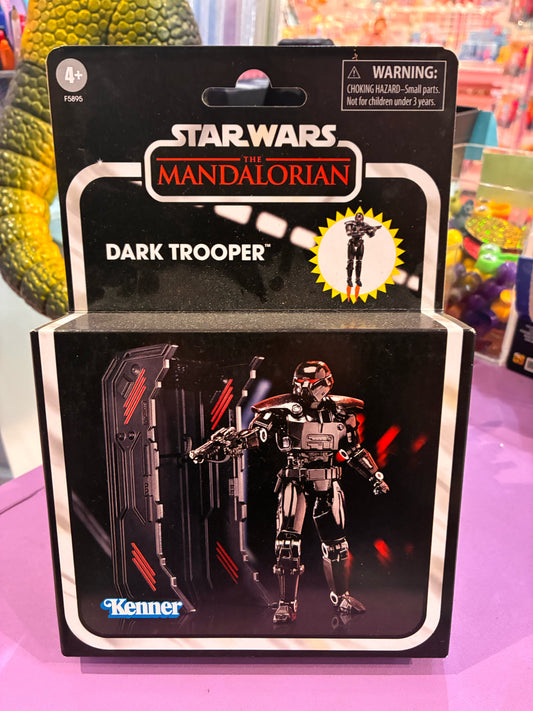 4+
F5895
WARNING:
CHOKING HAZARD–Small parts.
Not for children under 3 years.
STAR WARS
THE
MANDALORIAN
DARK TROOPER™
Kenner